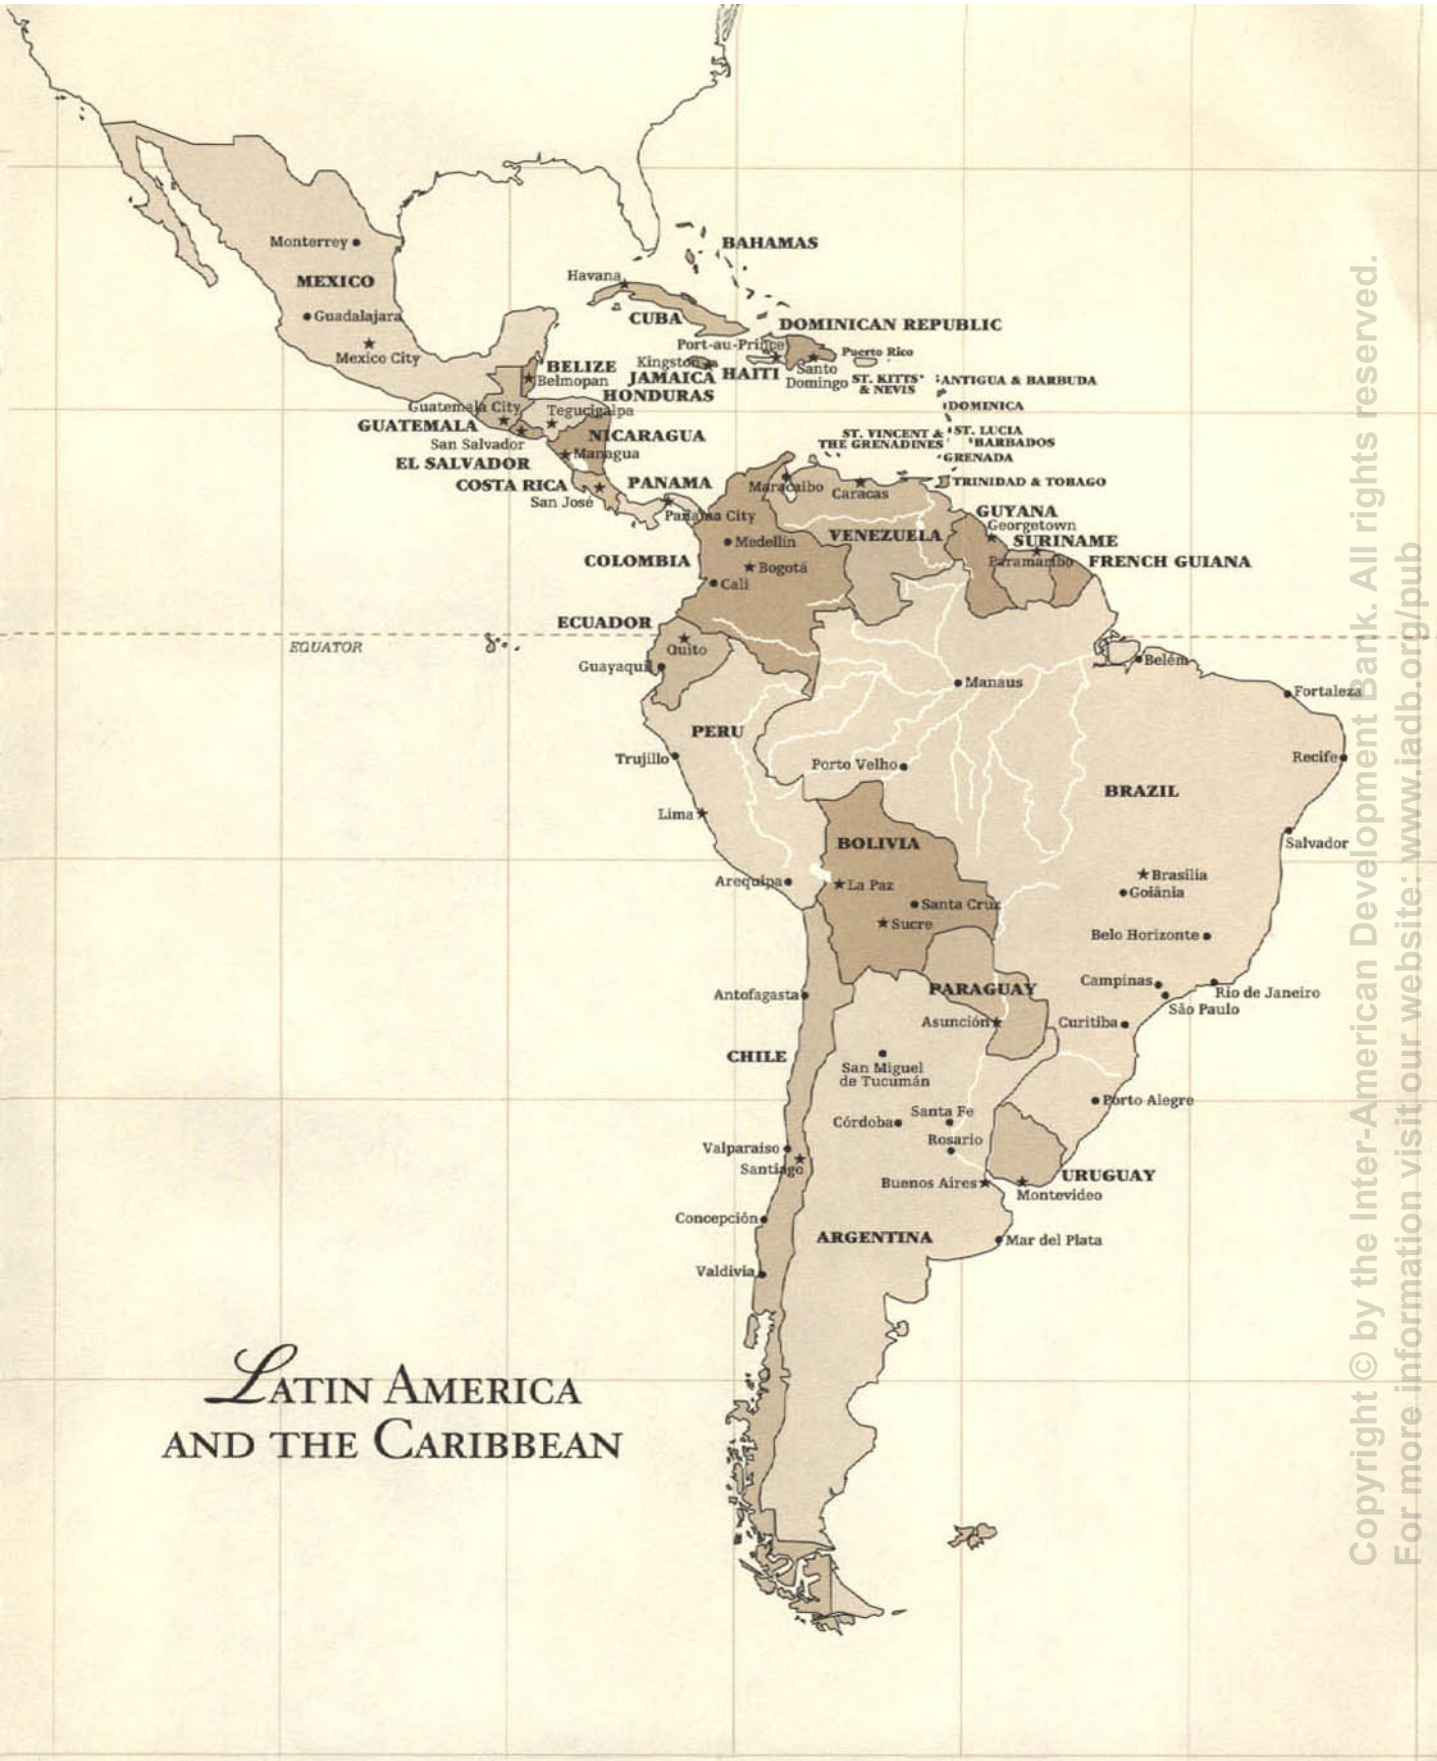 BAHAMAS
Monterrey
Havana
MEXICO
Guadalajara
CUBA
DOMINICAN REPUBLIC
Port-au-Prince
Puerto Rico
Mexico City
Kingston
BELIZE
Santo
Domingo
HAITI
JAMAICA
Belmopan
ST. KITTS
& NEVIS
ANTIGUA & BARBUDA
HONDURAS
Guatemala City
Tegucigalpa
DOMINICA
GUATEMALA
San Salvador
NICARAGUA
ST. VINCENT &
THE GRENADINES
ST. LUCIA
BARBADOS
Managua
GRENADA
EL SALVADOR
COSTA RICA
PANAMA
Maracaibo
Caracas
TRINIDAD & TOBAGO
San José
Panama City
GUYANA
Georgetown
Medellín
VENEZUELA
SURINAME
COLOMBIA
Bogotá
Paramaribo
FRENCH GUIANA
Cali
ECUADOR
EQUATOR
Quito
Guayaquil
Belém
Manaus
Fortaleza
PERU
Trujillo
Porto Velho
Recife
BRAZIL
Lima
BOLIVIA
Salvador
Arequipa
La Paz
Brasília
Goiânia
Santa Cruz
Sucre
Belo Horizonte
Antofagasta
PARAGUAY
Campinas
Rio de Janeiro
São Paulo
Asunción
Curitiba
CHILE
San Miguel
de Tucumán
Porto Alegre
Córdoba
Santa Fe
Rosario
Valparaíso
Santiago
Buenos Aires
URUGUAY
Montevideo
Concepción
ARGENTINA
Mar del Plata
Valdivia
LATIN AMERICA
AND THE CARIBBEAN
Copyright © by the Inter-American Development Bank. All rights reserved.
For more information visit our website: www.iadb.org/pub